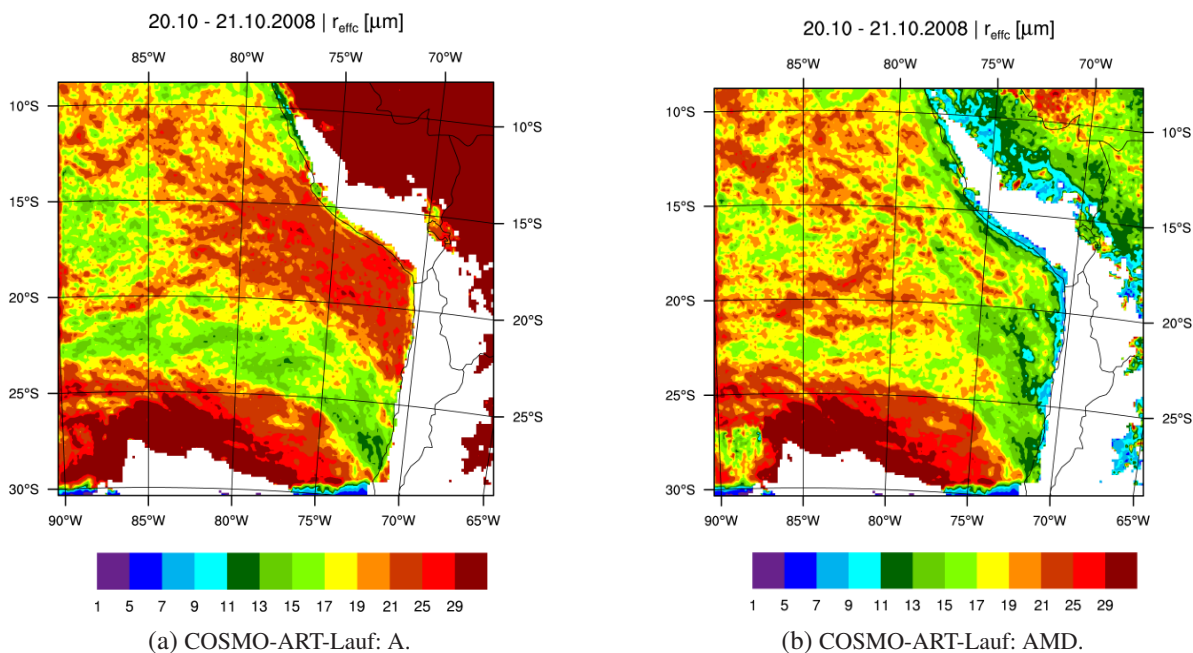 20.10 - 21.10.2008 | r_effc [µm]
85°W 80°W 75°W 70°W
10°S 10°S
15°S 15°S
20°S 20°S
25°S 25°S
30°S
90°W 85°W 80°W 75°W 70°W 65°W
1 5 7 9 11 13 15 17 19 21 25 29
(a) COSMO-ART-Lauf: A.
20.10 - 21.10.2008 | r_effc [µm]
85°W 80°W 75°W 70°W
10°S 10°S
15°S 15°S
20°S 20°S
25°S 25°S
30°S
90°W 85°W 80°W 75°W 70°W 65°W
1 5 7 9 11 13 15 17 19 21 25 29
(b) COSMO-ART-Lauf: AMD.